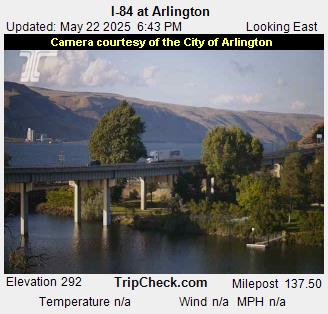 I-84 at Arlington
Updated: May 22 2025 6:43 PM Looking East
Camera courtesy of the City of Arlington
Elevation 292 TripCheck.com Milepost 137.50
Temperature n/a Wind n/a MPH n/a